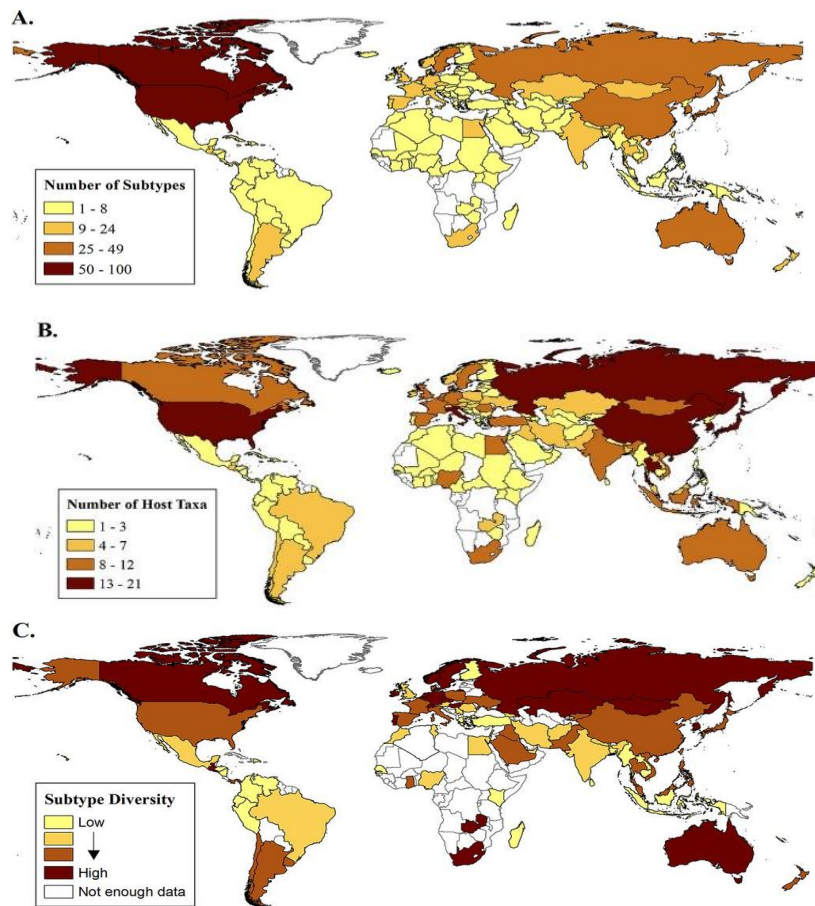 A.
Number of Subtypes
1 - 8
9 - 24
25 - 49
50 - 100
B.
Number of Host Taxa
1 - 3
4 - 7
8 - 12
13 - 21
C.
Subtype Diversity
Low
High
Not enough data